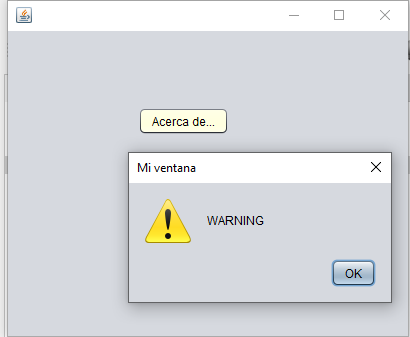 Acerca de...
Mi ventana
WARNING
OK